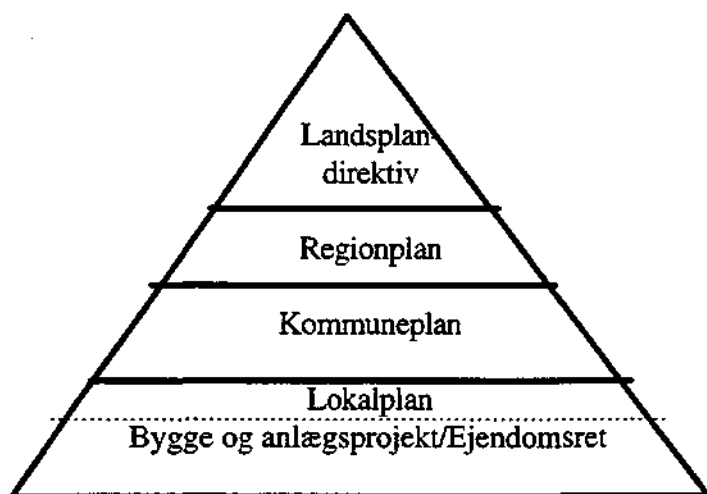 Landsplan-
direktiv
Regionplan
Kommuneplan
Lokalplan
Bygge og anlægsprojekt/Ejendomsret